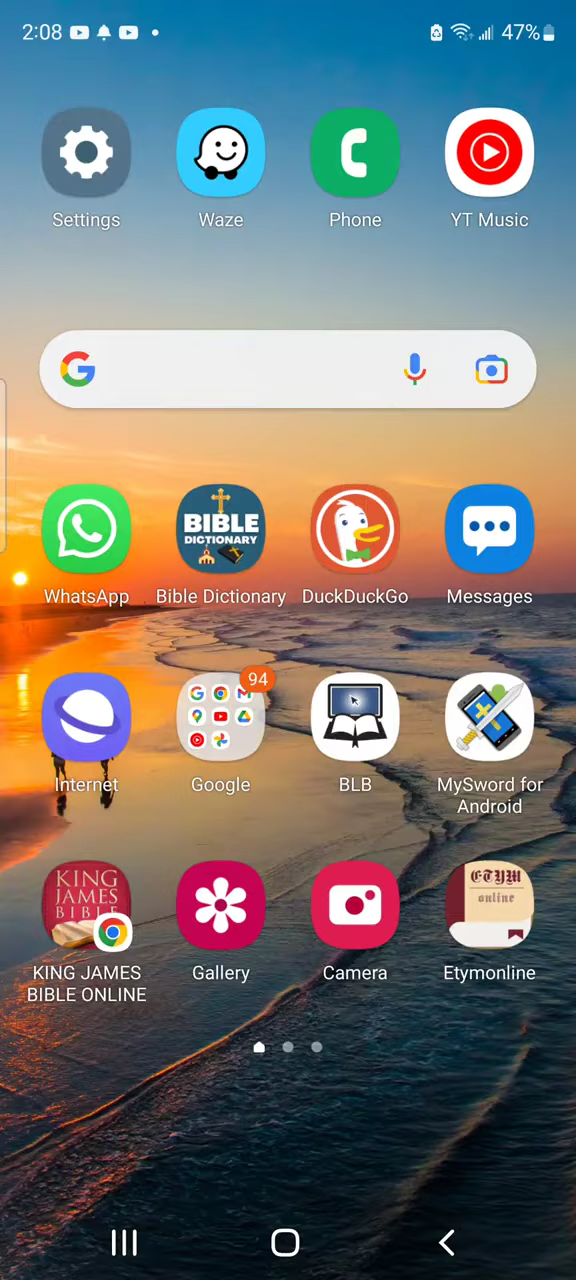 2:08
47%
Settings
Waze
Phone
YT Music
BIBLE
DICTIONARY
WhatsApp
Bible Dictionary
DuckDuckGo
Messages
94
Internet
Google
BLB
MySword for
Android
KING
JAMES
BIBLE
ETYM
online
KING JAMES
BIBLE ONLINE
Gallery
Camera
Etymonline